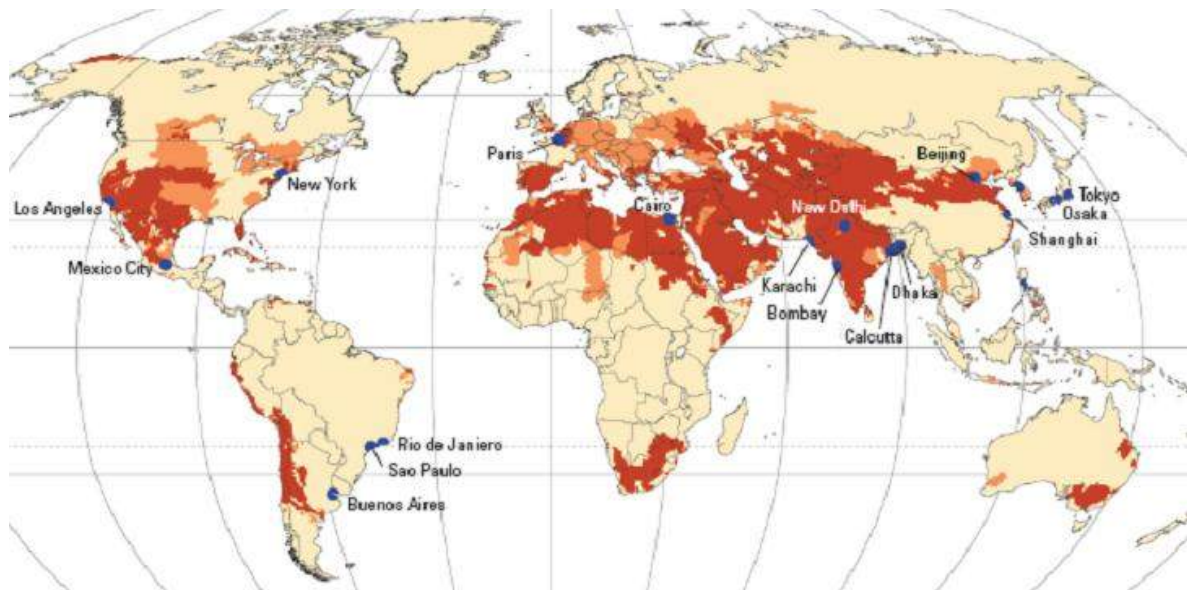 Paris
Beijing
New York
Los Angeles
Cairo
New Delhi
Tokyo
Osaka
Shanghai
Mexico City
Karachi
Dhaka
Bombay
Calcutta
Rio de Janiero
Sao Paulo
Buenos Aires